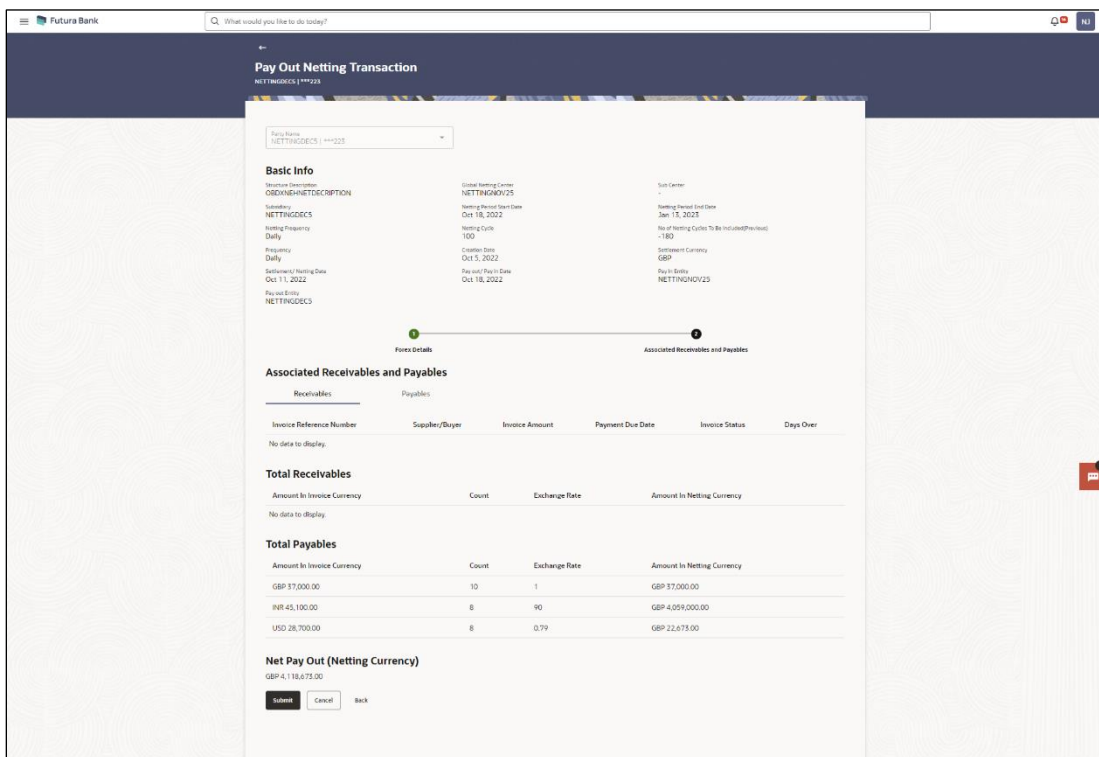 Futura Bank
What would you like to do today?
NJ
Pay Out Netting Transaction
NETTINGDEC5 | ***223
Party Name
NETTINGDEC5 | ***223
Basic Info
Structure Description Global Netting Center Sub Center
OBDXNEHNETDECRIPTION NETTINGNOV25 -
Subsidiary Netting Period Start Date Netting Period End Date
NETTINGDEC5 Oct 18, 2022 Jan 13, 2023
Netting Frequency Netting Cycle No of Netting Cycles To Be Included(Previous)
Daily 100 -180
Frequency Creation Date Settlement Currency
Daily Oct 5, 2022 GBP
Settlement/ Netting Date Pay out/ Pay in Date Pay in Entity
Oct 11, 2022 Oct 18, 2022 NETTINGNOV25
Pay out Entity
NETTINGDEC5
1 2
Forex Details Associated Receivables and Payables
Associated Receivables and Payables
Receivables Payables
Invoice Reference Number Supplier/Buyer Invoice Amount Payment Due Date Invoice Status Days Over
No data to display.
Total Receivables
Amount In Invoice Currency Count Exchange Rate Amount In Netting Currency
No data to display.
Total Payables
Amount In Invoice Currency Count Exchange Rate Amount In Netting Currency
GBP 37,000.00 10 1 GBP 37,000.00
INR 45,100.00 8 90 GBP 4,059,000.00
USD 28,700.00 8 0.79 GBP 22,673.00
Net Pay Out (Netting Currency)
GBP 4,118,673.00
Submit Cancel Back